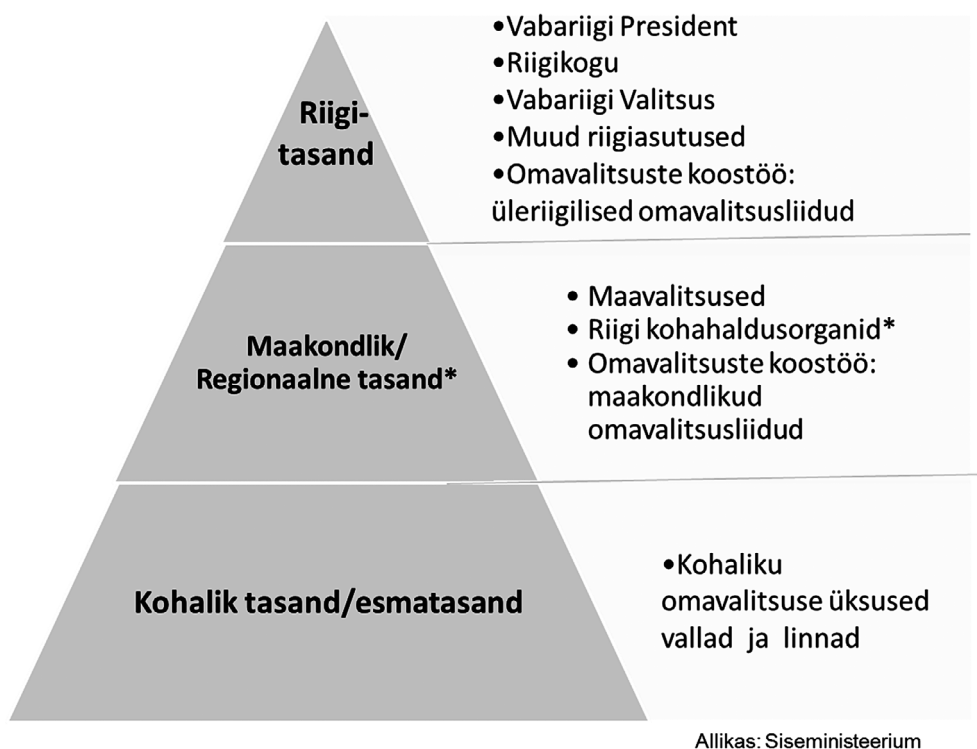 Riigi-
tasand
•Vabariigi President
•Riigikogu
•Vabariigi Valitsus
•Muud riigiasutused
•Omavalitsuste koostöö:
üleriigilised omavalitsusliidud
Maakondlik/
Regionaalne tasand*
• Maavalitsused
• Riigi kohahaldusorganid*
• Omavalitsuste koostöö:
maakondlikud
omavalitsusliidud
Kohalik tasand/esmatasand
•Kohaliku
omavalitsuse üksused
vallad ja linnad
Allikas: Siseministeerium